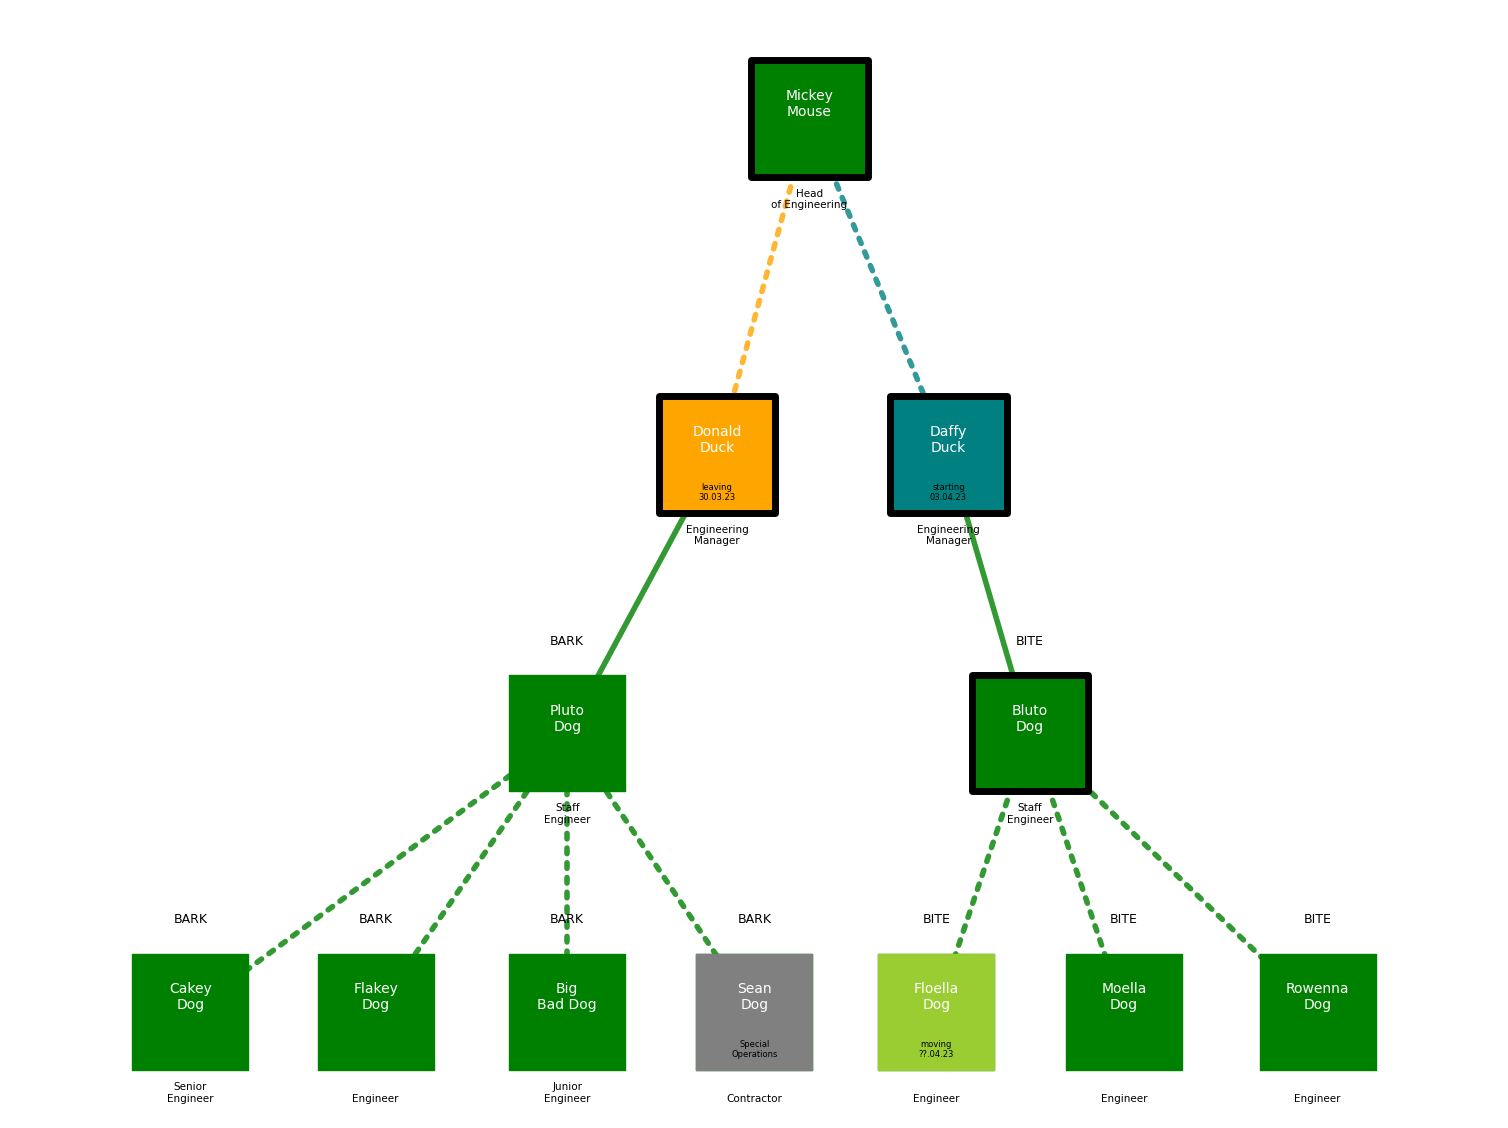 Mickey
Mouse
Head
of Engineering
Donald
Duck
leaving
30.03.23
Engineering
Manager
Daffy
Duck
starting
03.04.23
Engineering
Manager
BARK
Pluto
Dog
Staff
Engineer
BITE
Bluto
Dog
Staff
Engineer
BARK
Cakey
Dog
Senior
Engineer
BARK
Flakey
Dog
Engineer
BARK
Big
Bad Dog
Junior
Engineer
BARK
Sean
Dog
Special
Operations
Contractor
BITE
Floella
Dog
moving
??.04.23
Engineer
BITE
Moella
Dog
Engineer
BITE
Rowenna
Dog
Engineer